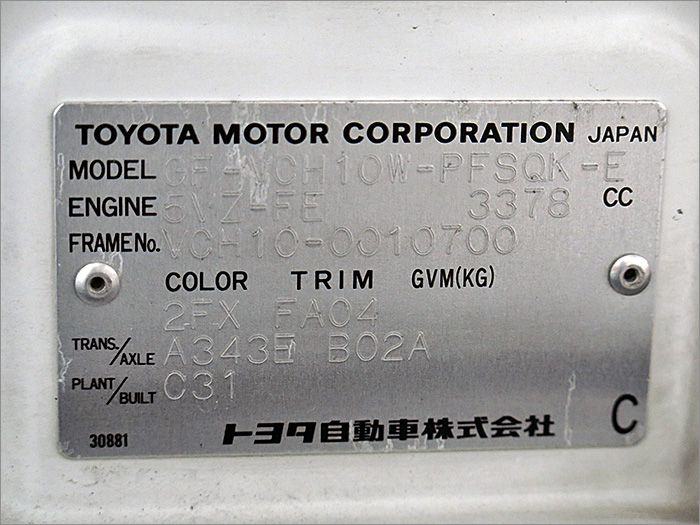 TOYOTA MOTOR CORPORATION JAPAN
MODEL GF-VCH10W-PFSQK-E
ENGINE 5VZ-FE 3378 CC
FRAME No. VCH10-0010700
COLOR TRIM GVM(KG)
2FX FA04
TRANS./AXLE A343E B02A
PLANT/BUILT C31
30881 トヨタ自動車株式会社 C